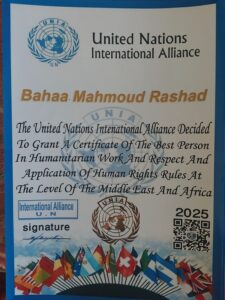 United Nations
International Alliance
UNIA
Bahaa Mahmoud Rashad
The United Nations International Alliance Decided
To Grant A Certificate Of The Best Person
In Humanitarian Work And Respect And
Application Of Human Rights Rules At
The Level Of The Middle East And Africa
International Alliance
U . N
signature
UNIA
2025